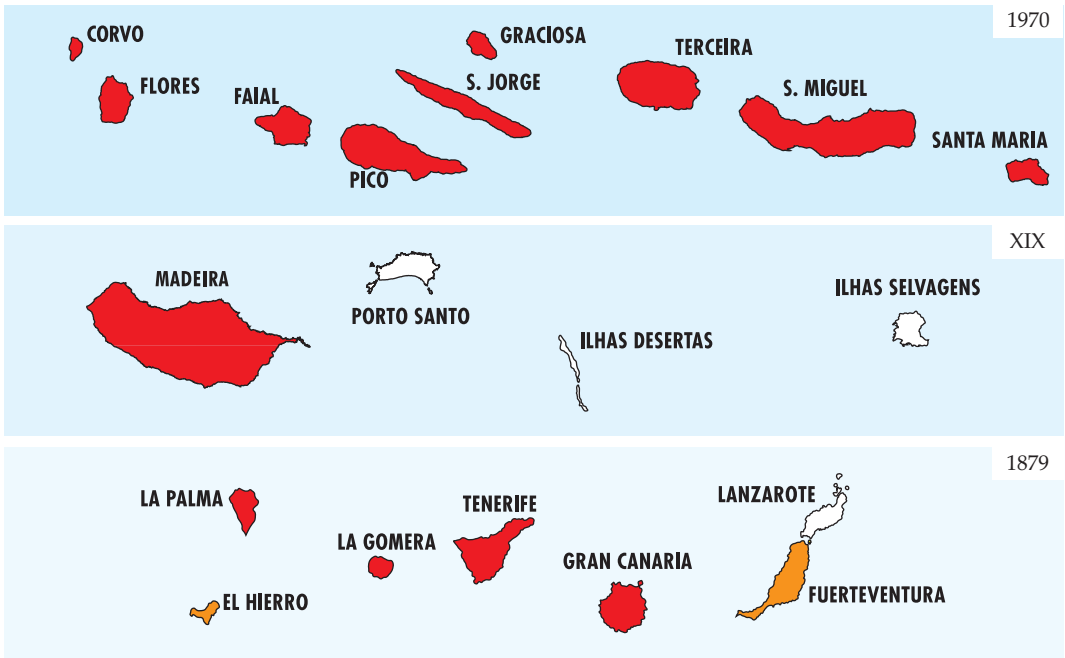 1970
CORVO
FLORES
FAIAL
PICO
GRACIOSA
S. JORGE
TERCEIRA
S. MIGUEL
SANTA MARIA
XIX
MADEIRA
PORTO SANTO
ILHAS DESERTAS
ILHAS SELVAGENS
1879
LA PALMA
EL HIERRO
LA GOMERA
TENERIFE
GRAN CANARIA
LANZAROTE
FUERTEVENTURA